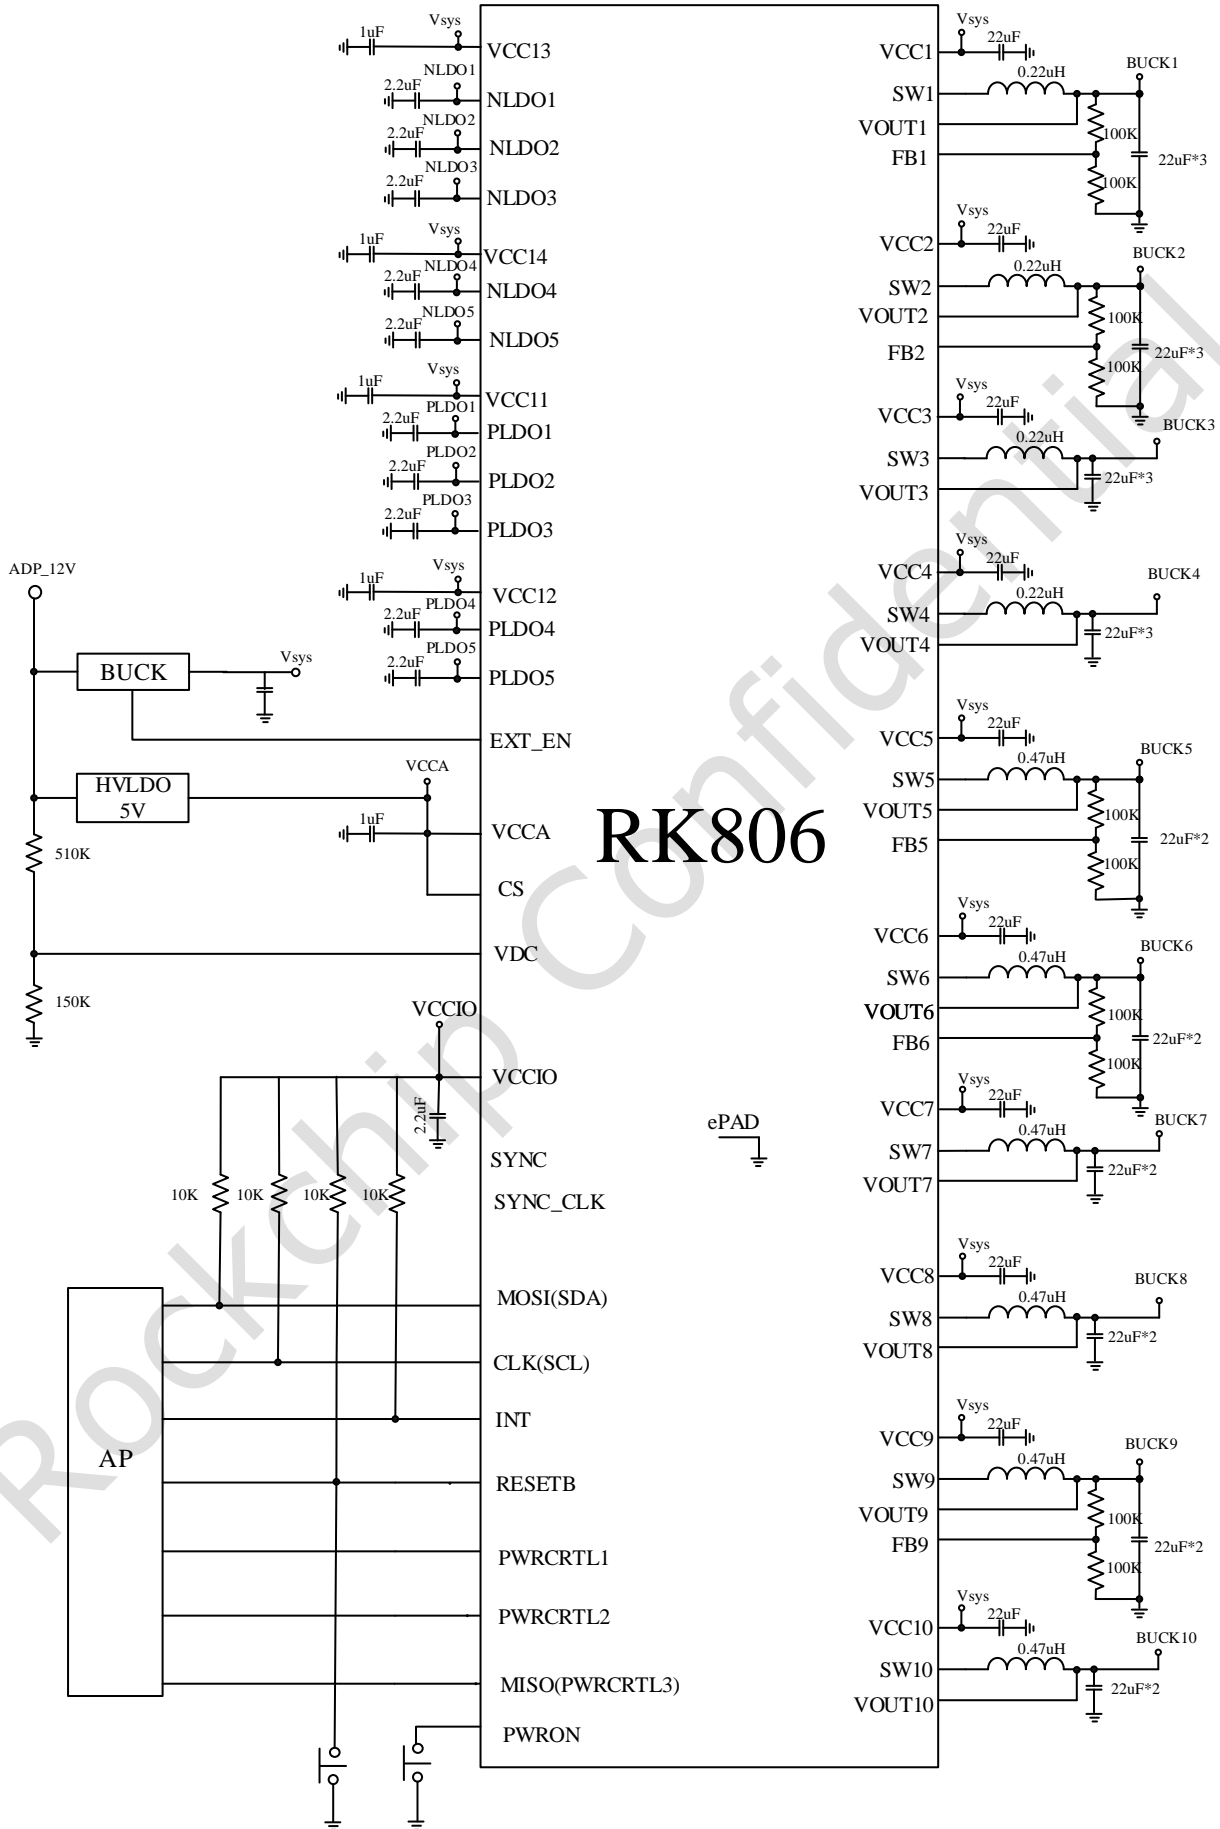 1uF
Vsys
VCC13
NLDO1
2.2uF
NLDO1
NLDO2
2.2uF
NLDO2
NLDO3
2.2uF
NLDO3
1uF
Vsys
VCC14
NLDO4
2.2uF
NLDO4
NLDO5
2.2uF
NLDO5
1uF
Vsys
VCC11
PLDO1
2.2uF
PLDO1
PLDO2
2.2uF
PLDO2
PLDO3
2.2uF
PLDO3
ADP_12V
1uF
Vsys
VCC12
PLDO4
2.2uF
PLDO4
PLDO5
2.2uF
PLDO5
BUCK
Vsys
EXT_EN
HVLDO
5V
VCCA
1uF
VCCA
510K
CS
VDC
150K
VCCIO
VCCIO
2.2uF
SYNC
10K
10K
10K
10K
SYNC_CLK
MOSI(SDA)
CLK(SCL)
INT
AP
RESETB
PWRCRTL1
PWRCRTL2
MISO(PWRCRTL3)
PWRON
RK806
ePAD
Vsys
22uF
VCC1
BUCK1
0.22uH
SW1
VOUT1
100K
FB1
22uF*3
100K
Vsys
22uF
VCC2
BUCK2
0.22uH
SW2
VOUT2
100K
FB2
22uF*3
100K
Vsys
22uF
VCC3
BUCK3
0.22uH
SW3
22uF*3
VOUT3
Vsys
22uF
VCC4
BUCK4
0.22uH
SW4
22uF*3
VOUT4
Vsys
22uF
VCC5
BUCK5
0.47uH
SW5
VOUT5
100K
FB5
22uF*2
100K
Vsys
22uF
VCC6
BUCK6
0.47uH
SW6
VOUT6
100K
FB6
22uF*2
100K
Vsys
22uF
VCC7
BUCK7
0.47uH
SW7
22uF*2
VOUT7
Vsys
22uF
VCC8
BUCK8
0.47uH
SW8
22uF*2
VOUT8
Vsys
22uF
VCC9
BUCK9
0.47uH
SW9
VOUT9
100K
FB9
22uF*2
100K
Vsys
22uF
VCC10
BUCK10
0.47uH
SW10
22uF*2
VOUT10
Rockchip Confidential